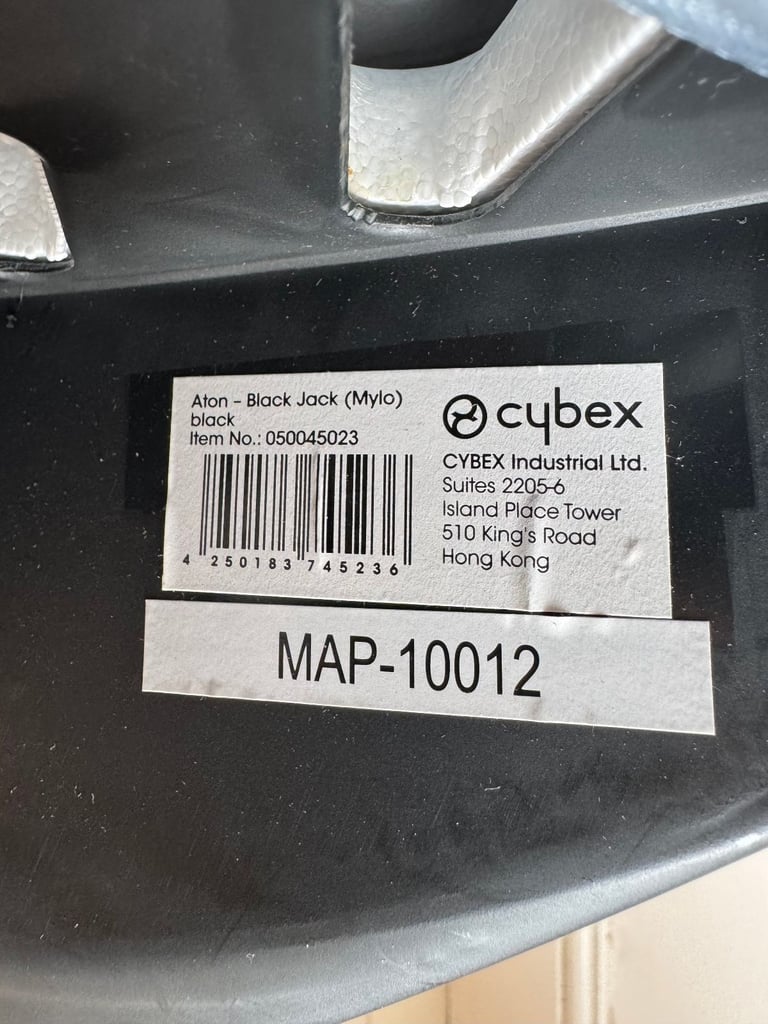 Aton – Black Jack (Mylo)
black
Item No.: 050045023
4 250183 745236
cybex
CYBEX Industrial Ltd.
Suites 2205-6
Island Place Tower
510 King's Road
Hong Kong
MAP-10012